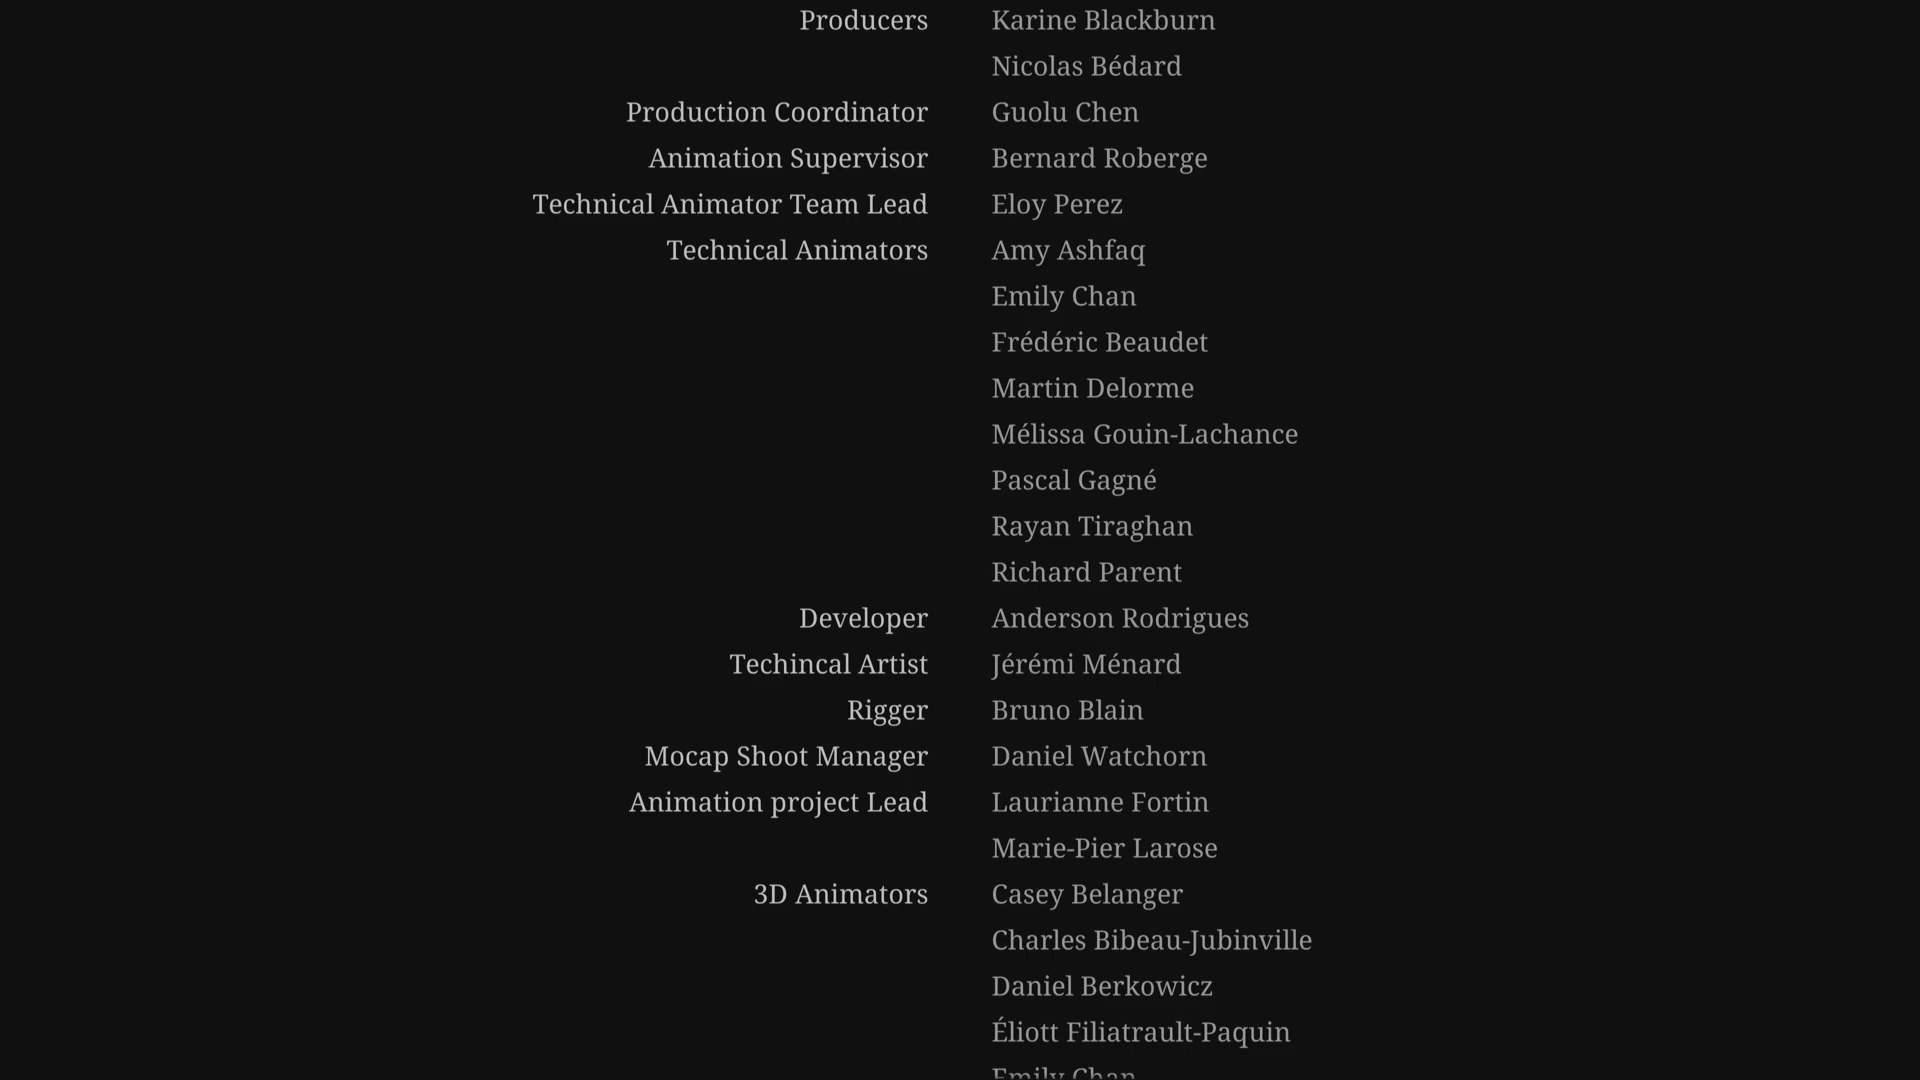 Producers Karine Blackburn
Nicolas Bédard
Production Coordinator Guolu Chen
Animation Supervisor Bernard Roberge
Technical Animator Team Lead Eloy Perez
Technical Animators Amy Ashfaq
Emily Chan
Frédéric Beaudet
Martin Delorme
Mélissa Gouin-Lachance
Pascal Gagné
Rayan Tiraghan
Richard Parent
Developer Anderson Rodrigues
Techincal Artist Jérémi Ménard
Rigger Bruno Blain
Mocap Shoot Manager Daniel Watchorn
Animation project Lead Laurianne Fortin
Marie-Pier Larose
3D Animators Casey Belanger
Charles Bibeau-Jubinville
Daniel Berkowicz
Éliott Filiatrault-Paquin
Emily Chan